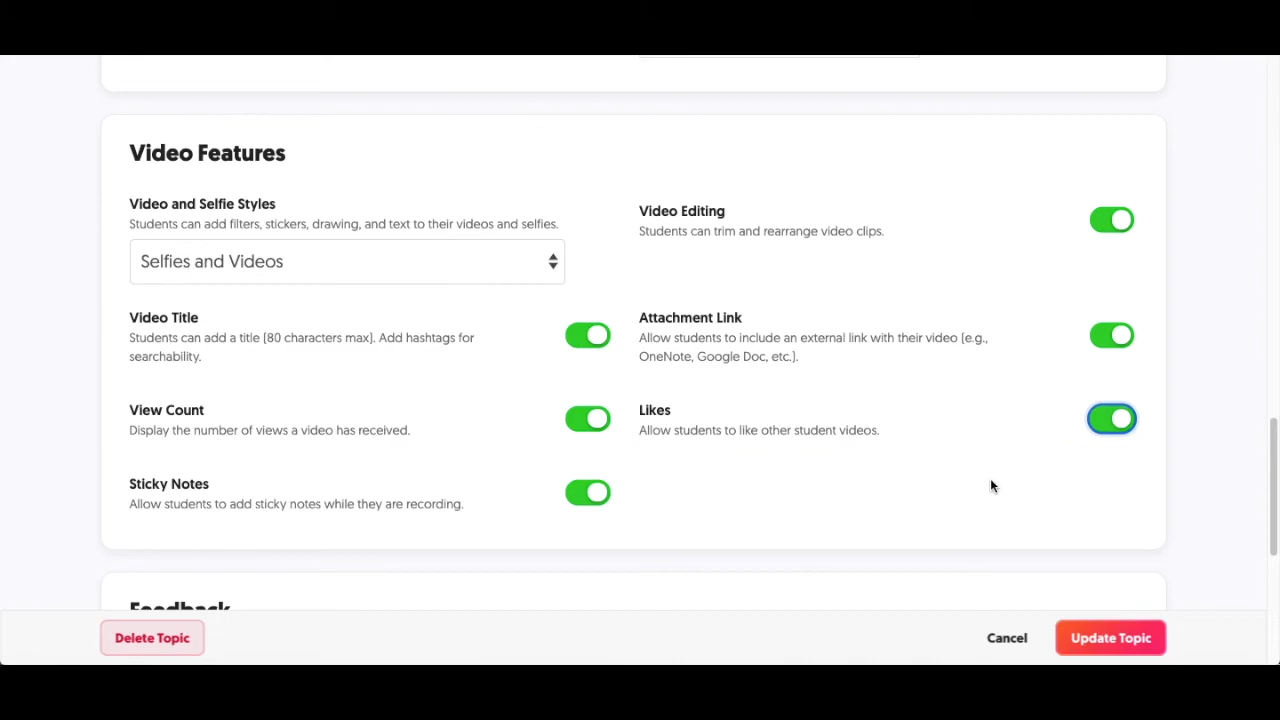 Video Features
Video and Selfie Styles
Students can add filters, stickers, drawing, and text to their videos and selfies.
Selfies and Videos
Video Editing
Students can trim and rearrange video clips.
Video Title
Students can add a title (80 characters max). Add hashtags for
searchability.
Attachment Link
Allow students to include an external link with their video (e.g.,
OneNote, Google Doc, etc.).
View Count
Display the number of views a video has received.
Likes
Allow students to like other student videos.
Sticky Notes
Allow students to add sticky notes while they are recording.
Feedback
Delete Topic
Cancel
Update Topic